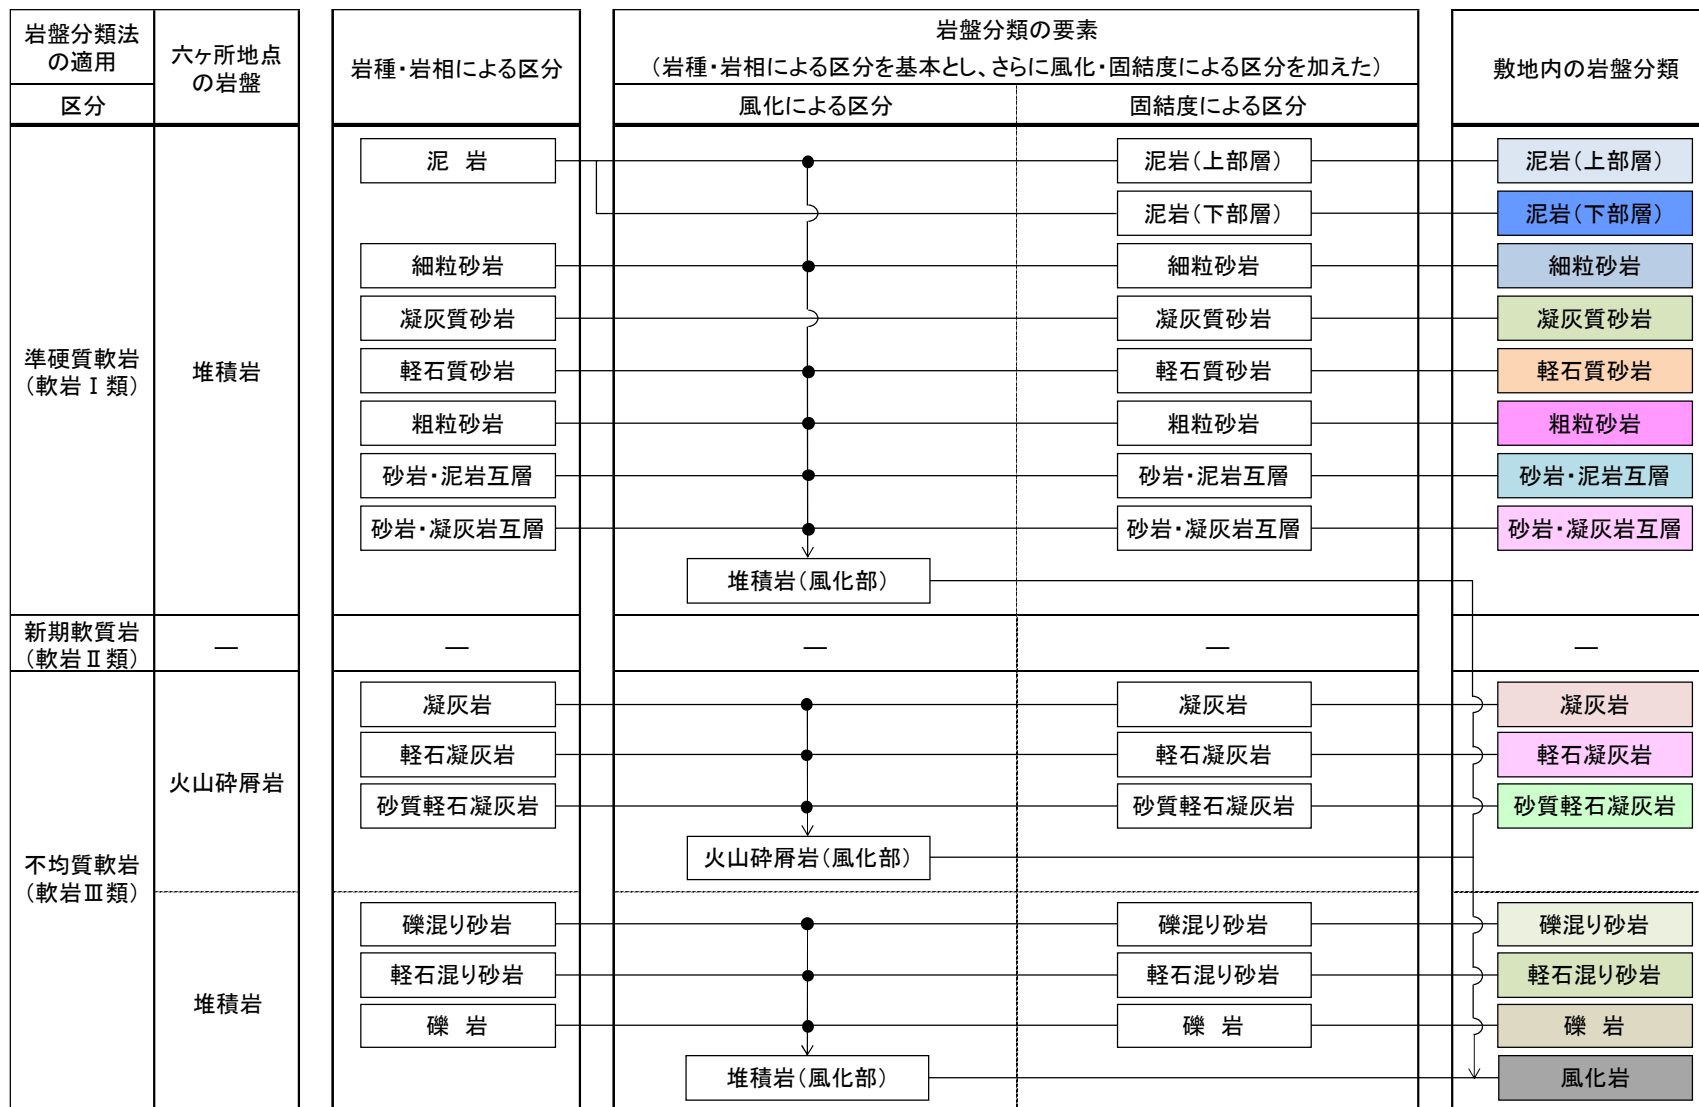 岩盤分類法
の適用
区分
六ヶ所地点
の岩盤
岩種・岩相による区分
岩盤分類の要素
(岩種・岩相による区分を基本とし、さらに風化・固結度による区分を加えた)
風化による区分
固結度による区分
敷地内の岩盤分類
準硬質軟岩
(軟岩Ⅰ類)
堆積岩
泥 岩
泥岩(上部層)
泥岩(上部層)
泥岩(下部層)
泥岩(下部層)
細粒砂岩
細粒砂岩
細粒砂岩
凝灰質砂岩
凝灰質砂岩
凝灰質砂岩
軽石質砂岩
軽石質砂岩
軽石質砂岩
粗粒砂岩
粗粒砂岩
粗粒砂岩
砂岩・泥岩互層
砂岩・泥岩互層
砂岩・泥岩互層
砂岩・凝灰岩互層
砂岩・凝灰岩互層
砂岩・凝灰岩互層
堆積岩(風化部)
新期軟質岩
(軟岩Ⅱ類)
―
―
―
―
―
不均質軟岩
(軟岩Ⅲ類)
火山砕屑岩
凝灰岩
凝灰岩
凝灰岩
軽石凝灰岩
軽石凝灰岩
軽石凝灰岩
砂質軽石凝灰岩
砂質軽石凝灰岩
砂質軽石凝灰岩
火山砕屑岩(風化部)
堆積岩
礫混り砂岩
礫混り砂岩
礫混り砂岩
軽石混り砂岩
軽石混り砂岩
軽石混り砂岩
礫 岩
礫 岩
礫 岩
堆積岩(風化部)
風化岩